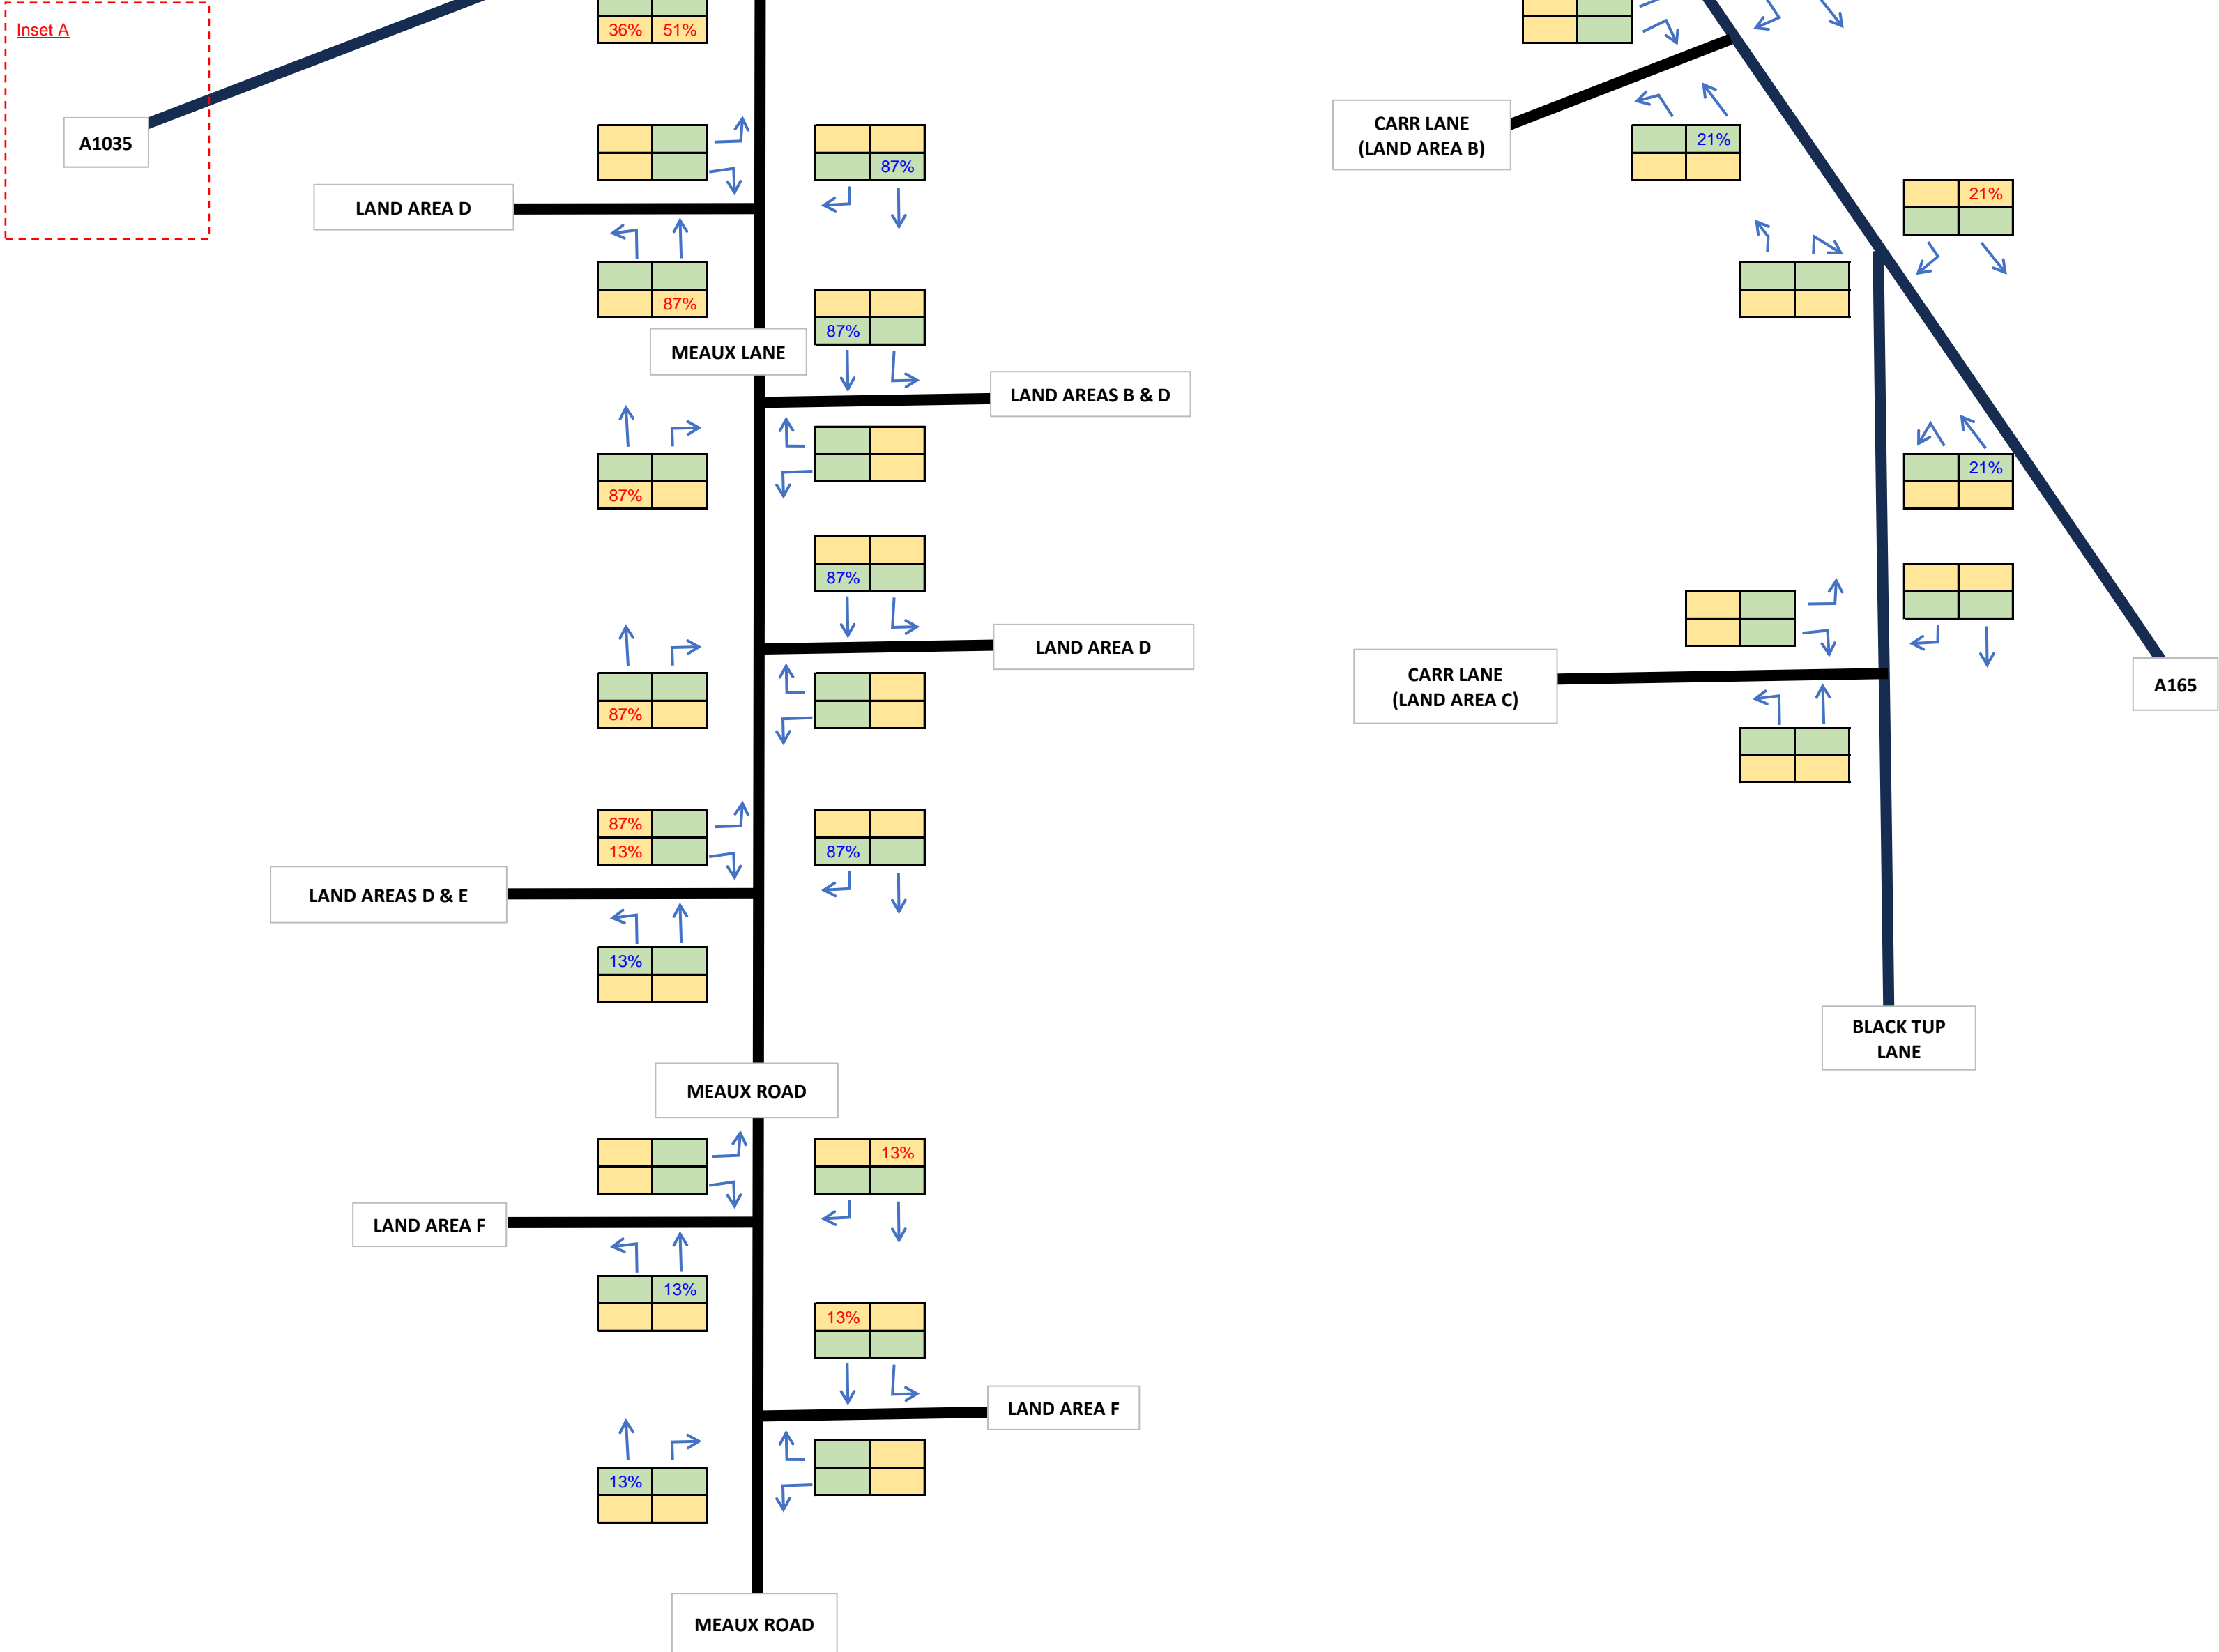 Inset A
36% 51%
A1035
CARR LANE
(LAND AREA B)
87%
21%
LAND AREA D
21%
87%
87%
MEAUX LANE
LAND AREAS B & D
21%
87%
87%
LAND AREA D
CARR LANE
(LAND AREA C)
A165
87%
87%
13%
87%
LAND AREAS D & E
13%
BLACK TUP
LANE
MEAUX ROAD
13%
LAND AREA F
13%
13%
LAND AREA F
13%
MEAUX ROAD